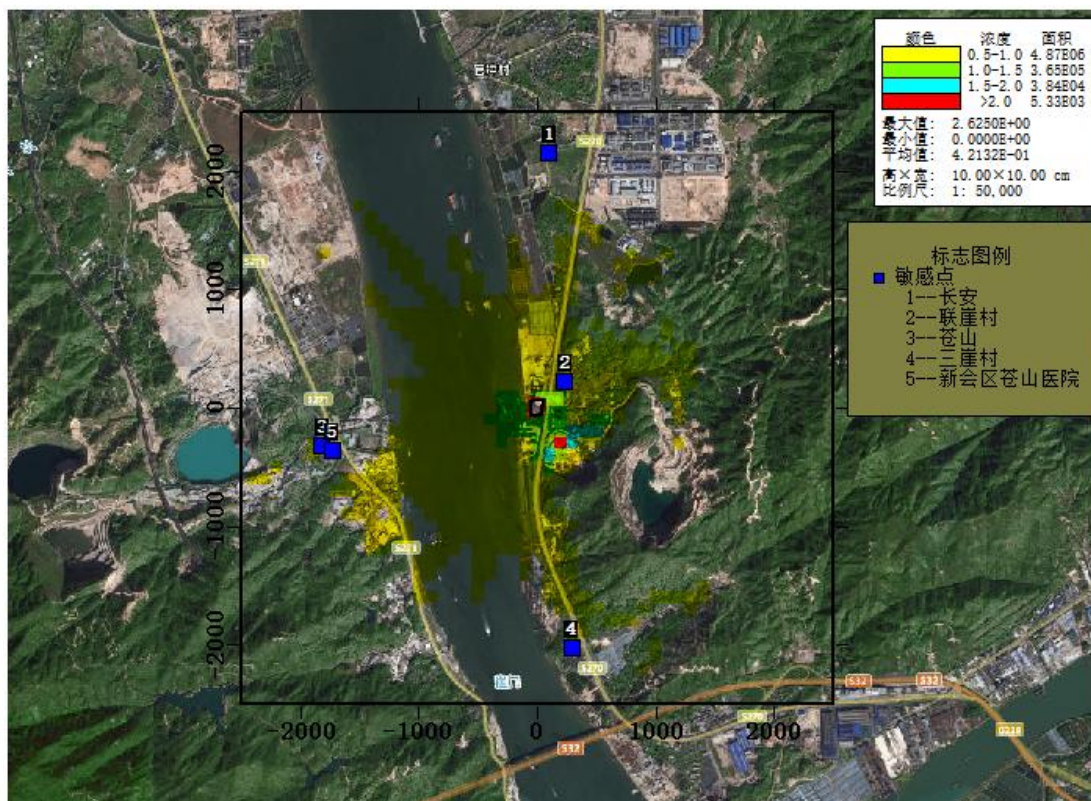 颜色 浓度 面积
0.5-1.0 4.87E06
1.0-1.5 3.65E05
1.5-2.0 3.84E04
>2.0 5.33E03
最大值: 2.6250E+00
最小值: 0.0000E+00
平均值: 4.2132E-01
高×宽: 10.00×10.00 cm
比例尺: 1: 50,000
标志图例
敏感点
1--长安
2--联崖村
3--苍山
4--三崖村
5--新会区苍山医院
1
S270
2000
S271
1000
2
S271
0
3
5
-1000
S271
4
-2000
S270
崖门
S32
S32
-2000
-1000
0
1000
2000
S270
S32